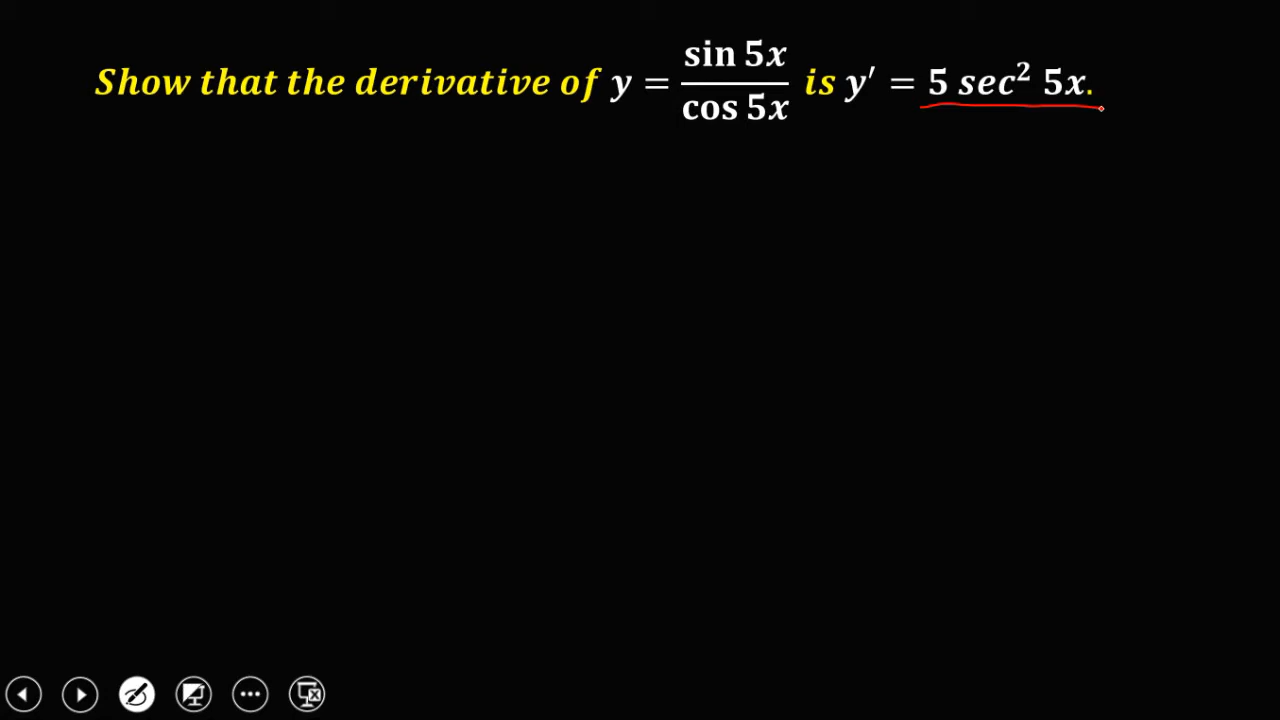 Show that the derivative of y = sin 5x / cos 5x is y′ = 5 sec² 5x.